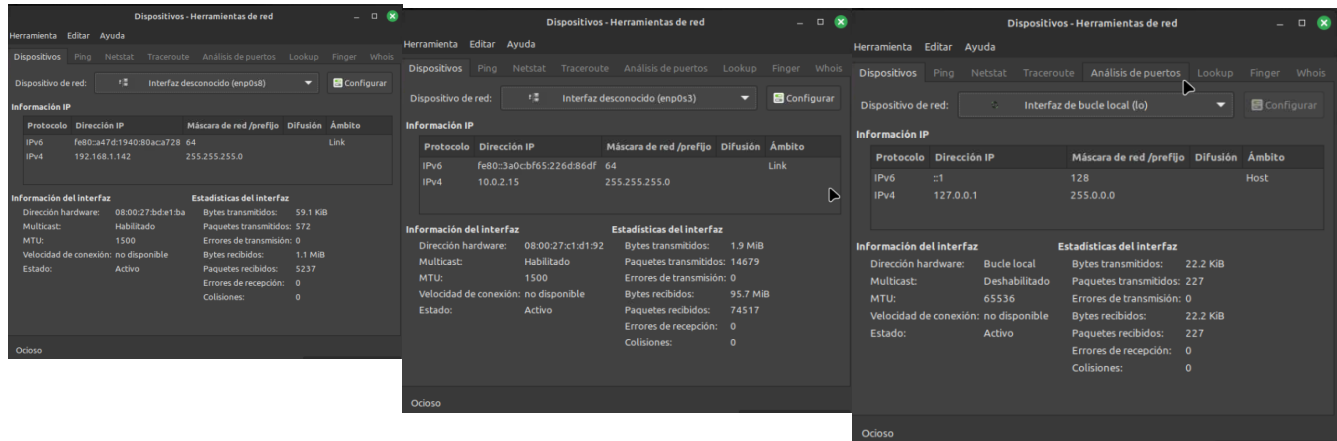 Dispositivos - Herramientas de red
Herramienta Editar Ayuda
Dispositivos Ping Netstat Traceroute Análisis de puertos Lookup Finger Whois
Dispositivo de red: Interfaz desconocido (enp0s8) Configurar
Información IP
Protocolo Dirección IP Máscara de red /prefijo Difusión Ámbito
IPv6 fe80::a47d:1940:80ac:a728 64 Link
IPv4 192.168.1.142 255.255.255.0
Información del interfaz Estadísticas del interfaz
Dirección hardware: 08:00:27:bd:e1:ba Bytes transmitidos: 59.1 KiB
Multicast: Habilitado Paquetes transmitidos: 572
MTU: 1500 Errores de transmisión: 0
Velocidad de conexión: no disponible Bytes recibidos: 1.1 MiB
Estado: Activo Paquetes recibidos: 5237
Errores de recepción: 0
Colisiones: 0
Ocioso
Dispositivos - Herramientas de red
Herramienta Editar Ayuda
Dispositivos Ping Netstat Traceroute Análisis de puertos Lookup Finger Whois
Dispositivo de red: Interfaz desconocido (enp0s3) Configurar
Información IP
Protocolo Dirección IP Máscara de red /prefijo Difusión Ámbito
IPv6 fe80::3a0c:bf65:226d:86df 64 Link
IPv4 10.0.2.15 255.255.255.0
Información del interfaz Estadísticas del interfaz
Dirección hardware: 08:00:27:c1:d1:92 Bytes transmitidos: 1.9 MiB
Multicast: Habilitado Paquetes transmitidos: 14679
MTU: 1500 Errores de transmisión: 0
Velocidad de conexión: no disponible Bytes recibidos: 95.7 MiB
Estado: Activo Paquetes recibidos: 74517
Errores de recepción: 0
Colisiones: 0
Ocioso
Dispositivos - Herramientas de red
Herramienta Editar Ayuda
Dispositivos Ping Netstat Traceroute Análisis de puertos Lookup Finger Whois
Dispositivo de red: Interfaz de bucle local (lo) Configurar
Información IP
Protocolo Dirección IP Máscara de red /prefijo Difusión Ámbito
IPv6 ::1 128 Host
IPv4 127.0.0.1 255.0.0.0
Información del interfaz Estadísticas del interfaz
Dirección hardware: Bucle local Bytes transmitidos: 22.2 KiB
Multicast: Deshabilitado Paquetes transmitidos: 227
MTU: 65536 Errores de transmisión: 0
Velocidad de conexión: no disponible Bytes recibidos: 22.2 KiB
Estado: Activo Paquetes recibidos: 227
Errores de recepción: 0
Colisiones: 0
Ocioso